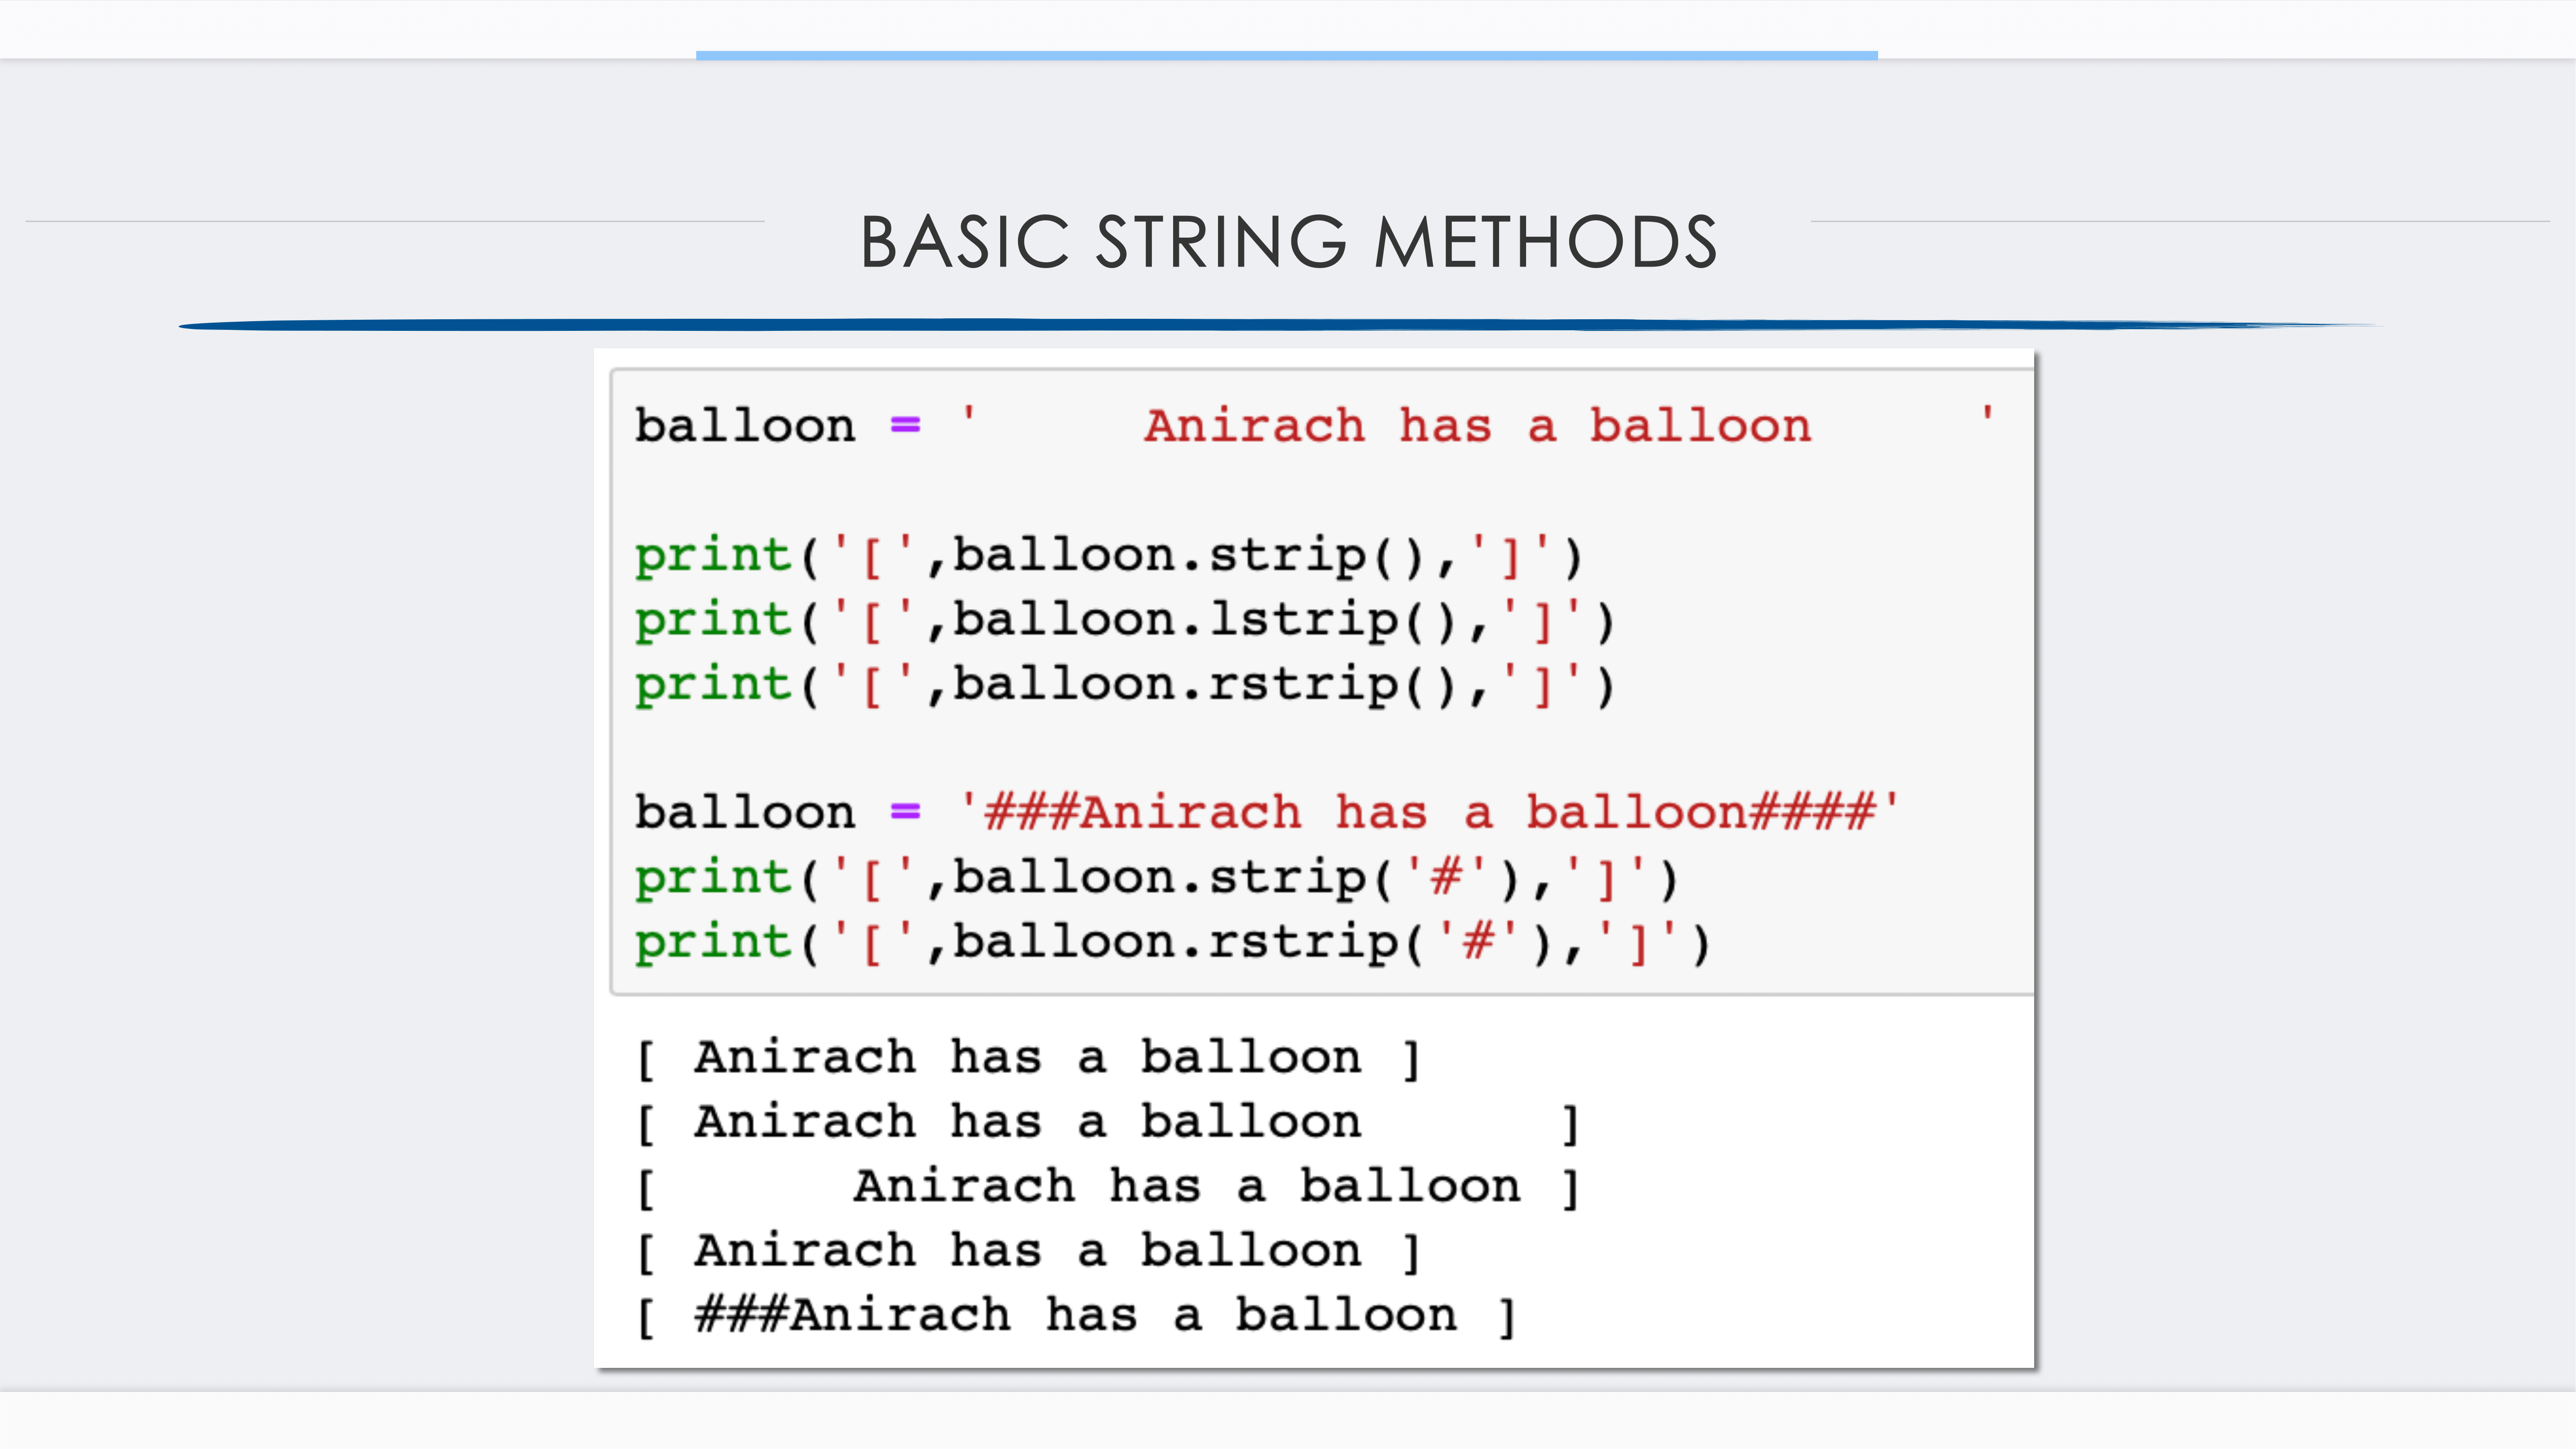 BASIC STRING METHODS
balloon = '     Anirach has a balloon     '
print('[',balloon.strip(),']')
print('[',balloon.lstrip(),']')
print('[',balloon.rstrip(),']')
balloon = '###Anirach has a balloon####'
print('[',balloon.strip('#'),']')
print('[',balloon.rstrip('#'),']')
[ Anirach has a balloon ]
[ Anirach has a balloon      ]
[      Anirach has a balloon ]
[ Anirach has a balloon ]
[ ###Anirach has a balloon ]